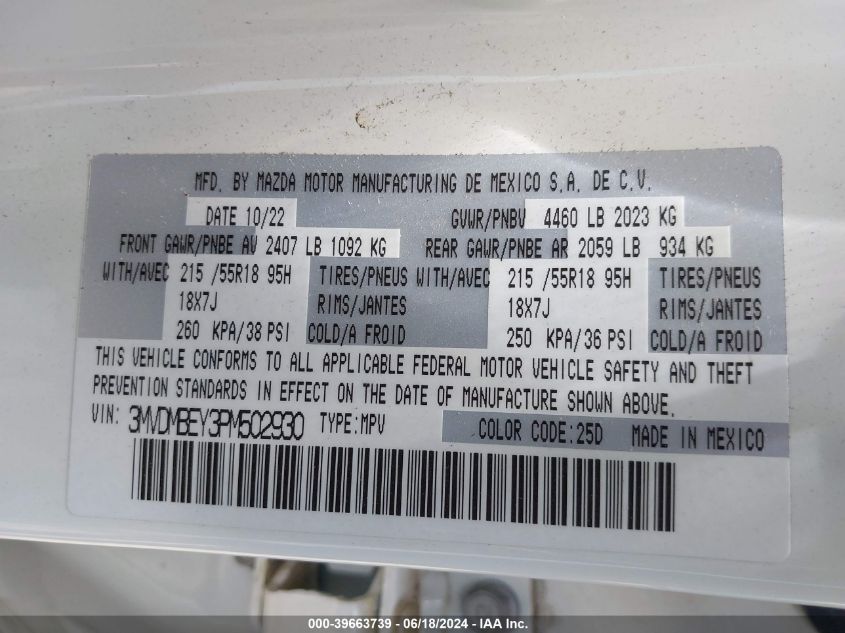 MFD. BY MAZDA MOTOR MANUFACTURING DE MEXICO S.A. DE C.V.
DATE 10/22 GVWR/PNBV 4460 LB 2023 KG
FRONT GAWR/PNBE AV 2407 LB 1092 KG REAR GAWR/PNBE AR 2059 LB 934 KG
WITH/AVEC 215 /55R18 95H TIRES/PNEUS WITH/AVEC 215 /55R18 95H TIRES/PNEUS
18X7J RIMS/JANTES 18X7J RIMS/JANTES
260 KPA/38 PSI COLD/A FROID 250 KPA/36 PSI COLD/A FROID
THIS VEHICLE CONFORMS TO ALL APPLICABLE FEDERAL MOTOR VEHICLE SAFETY AND THEFT
PREVENTION STANDARDS IN EFFECT ON THE DATE OF MANUFACTURE SHOWN ABOVE.
VIN: 3MVDMBEY3PM502930 TYPE:MPV COLOR CODE:25D MADE IN MEXICO
000-39663739 - 06/18/2024 - IAA Inc.